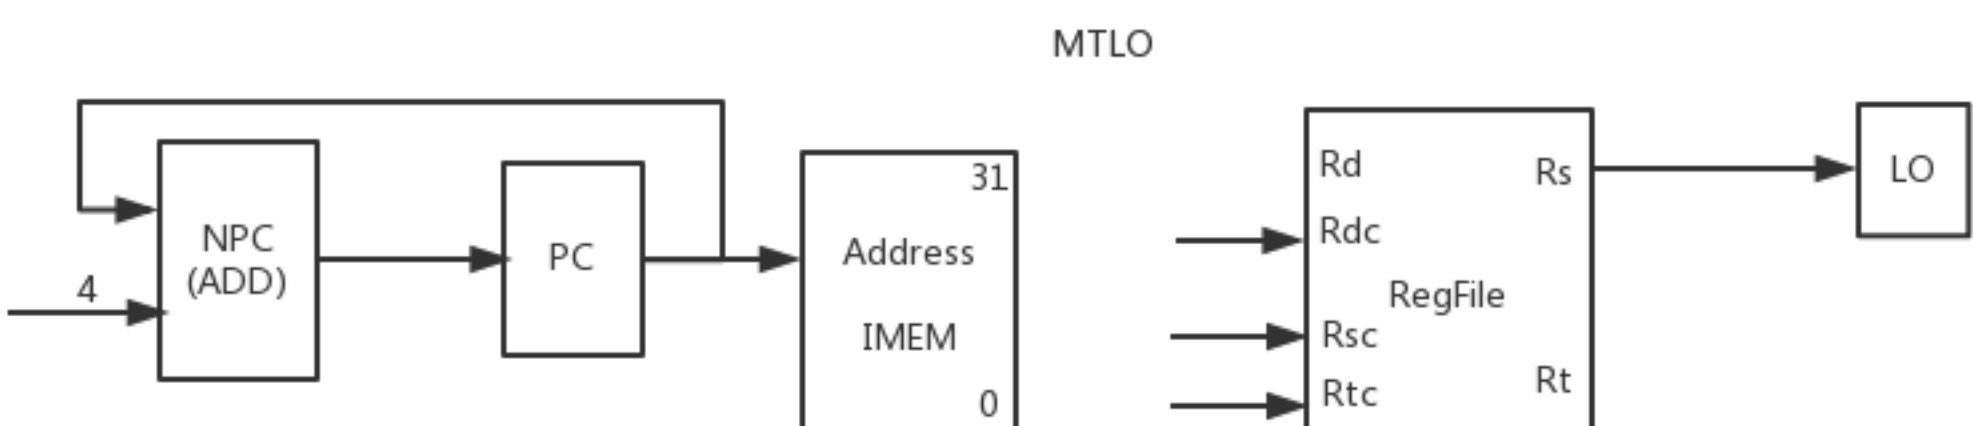 MTLO
4
NPC
(ADD)
PC
31
Address
IMEM
0
Rd
Rs
Rdc
RegFile
Rsc
Rtc
Rt
LO